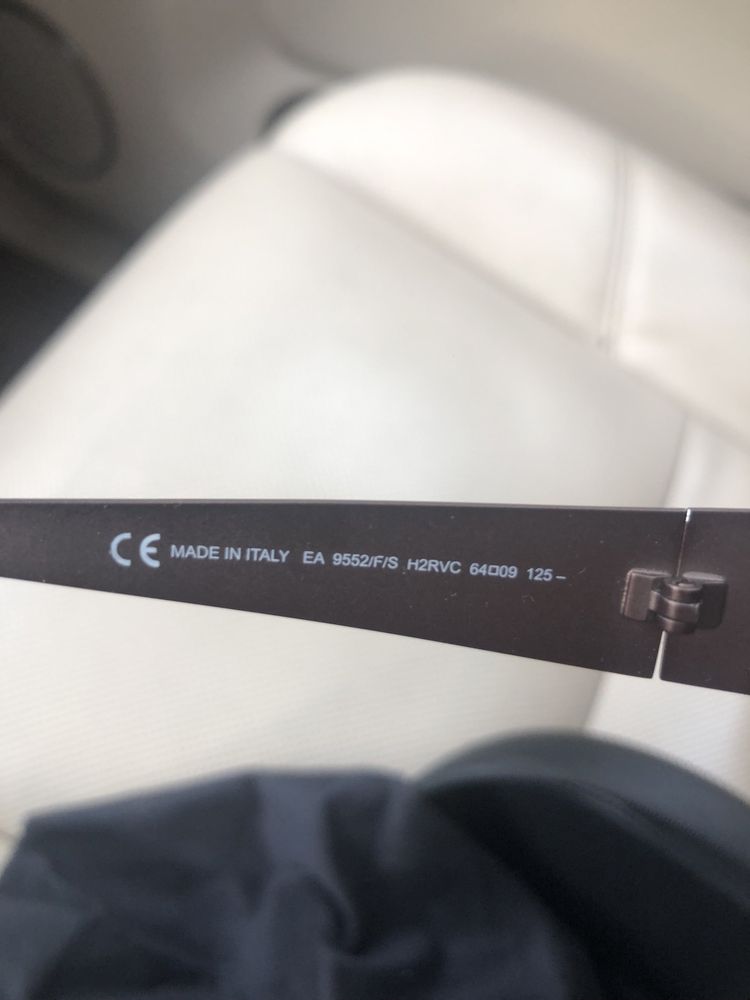 CE MADE IN ITALY EA 9552/F/S H2RVC 64□09 125 –